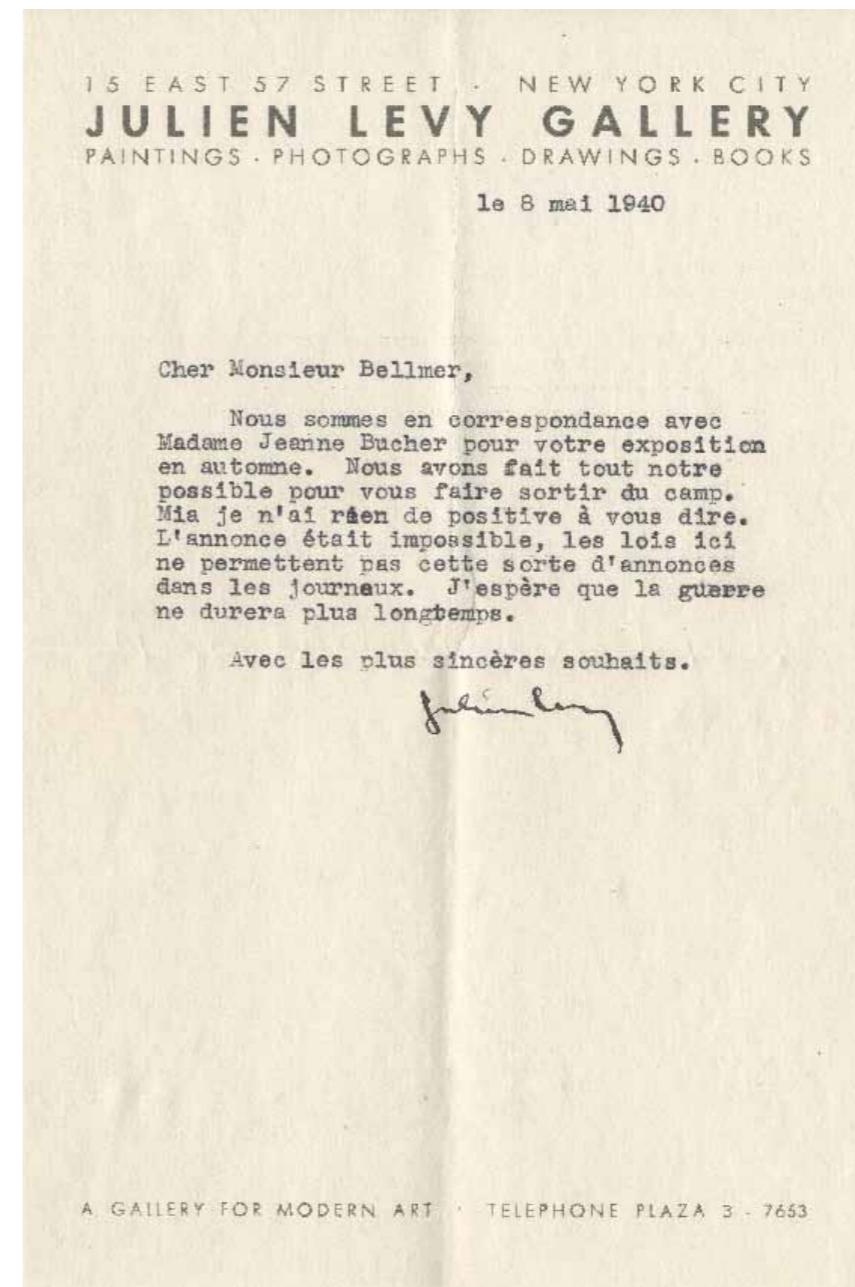 15 EAST 57 STREET · NEW YORK CITY
JULIEN LEVY GALLERY
PAINTINGS · PHOTOGRAPHS · DRAWINGS · BOOKS
le 8 mai 1940
Cher Monsieur Bellmer,
Nous sommes en correspondance avec
Madame Jeanne Bucher pour votre exposition
en automne. Nous avons fait tout notre
possible pour vous faire sortir du camp.
Mia je n'ai rien de positive à vous dire.
L'annonce était impossible, les lois ici
ne permettent pas cette sorte d'annonces
dans les journaux. J'espère que la guerre
ne durera plus longtemps.
Avec les plus sincères souhaits.
Julien Levy
A GALLERY FOR MODERN ART · TELEPHONE PLAZA 3 - 7653